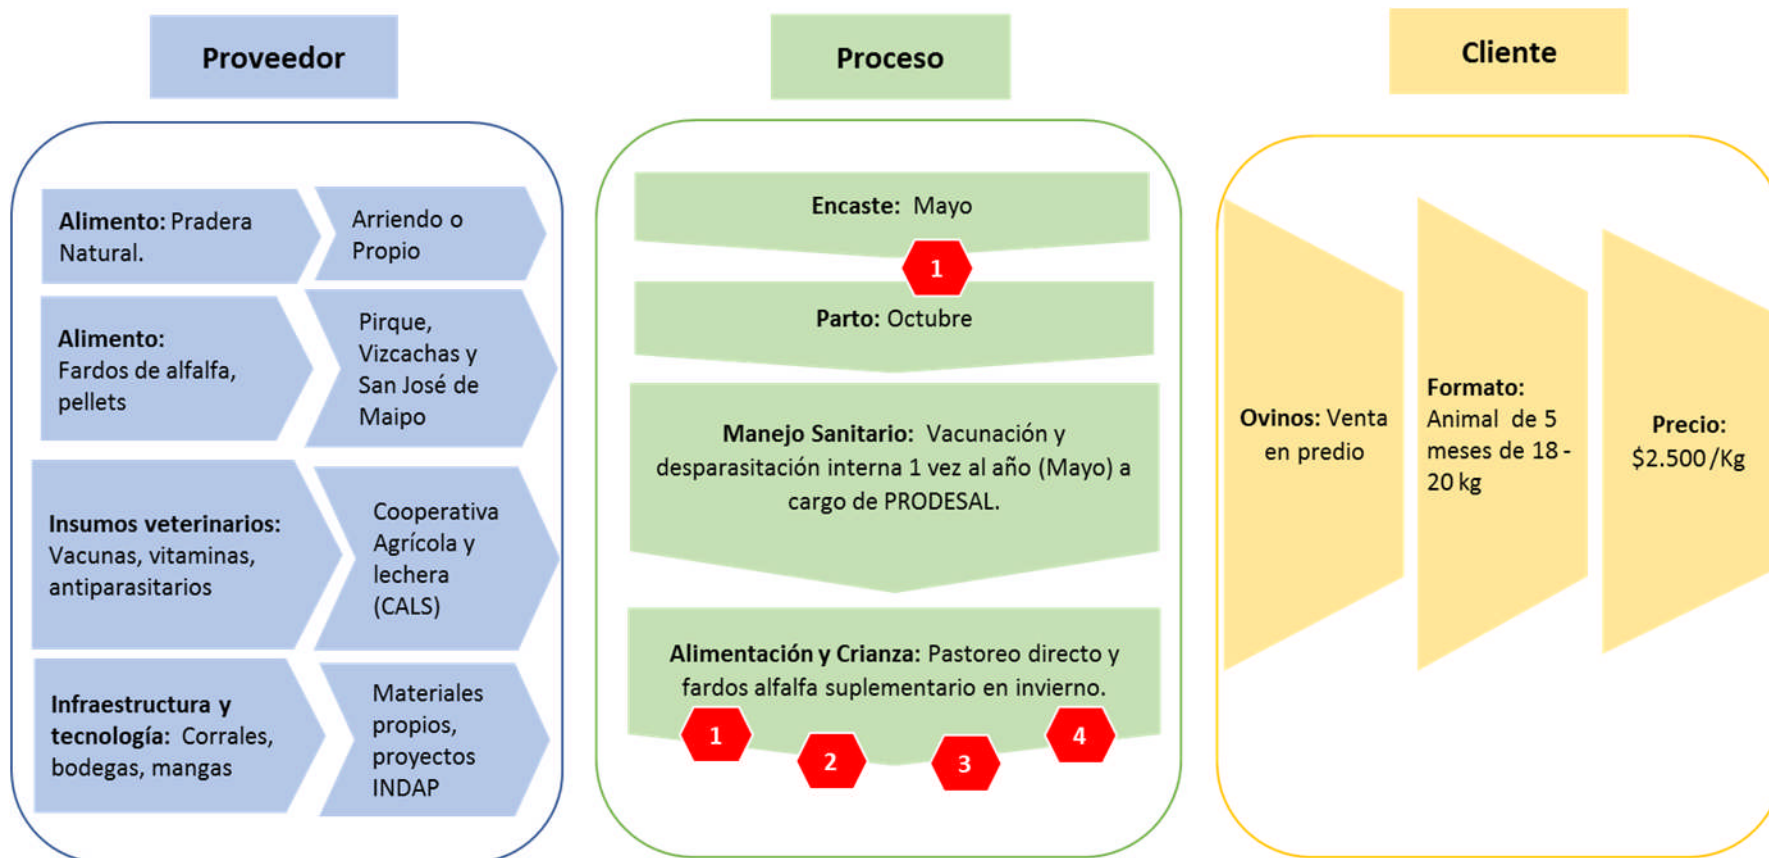 Proveedor
Alimento: Pradera
Natural.
Arriendo o
Propio
Alimento:
Fardos de alfalfa,
pellets
Pirque,
Vizcachas y
San José de
Maipo
Insumos veterinarios:
Vacunas, vitaminas,
antiparasitarios
Cooperativa
Agrícola y
lechera
(CALS)
Infraestructura y
tecnología: Corrales,
bodegas, mangas
Materiales
propios,
proyectos
INDAP
Proceso
Encaste: Mayo
1
Parto: Octubre
Manejo Sanitario: Vacunación y
desparasitación interna 1 vez al año (Mayo) a
cargo de PRODESAL.
Alimentación y Crianza: Pastoreo directo y
fardos alfalfa suplementario en invierno.
1
2
3
4
Cliente
Ovinos: Venta
en predio
Formato:
Animal de 5
meses de 18 -
20 kg
Precio:
$2.500 /Kg